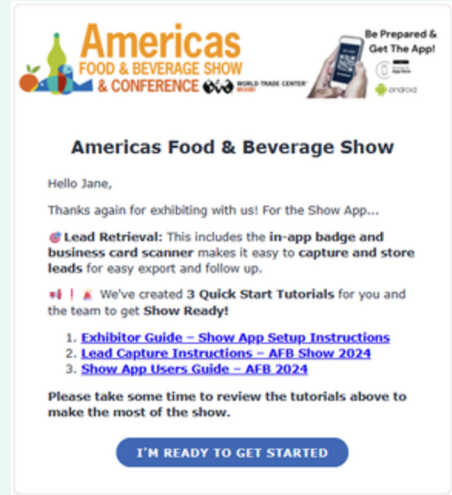 Americas
FOOD & BEVERAGE SHOW
& CONFERENCE
WORLD TRADE CENTER
MIAMI
Be Prepared &
Get The App!
App Store
android
Americas Food & Beverage Show
Hello Jane,
Thanks again for exhibiting with us! For the Show App...
🎯 Lead Retrieval: This includes the in-app badge and
business card scanner makes it easy to capture and store
leads for easy export and follow up.
📢❗🚨 We've created 3 Quick Start Tutorials for you and
the team to get Show Ready!
1. Exhibitor Guide – Show App Setup Instructions
2. Lead Capture Instructions – AFB Show 2024
3. Show App Users Guide – AFB 2024
Please take some time to review the tutorials above to
make the most of the show.
I'M READY TO GET STARTED